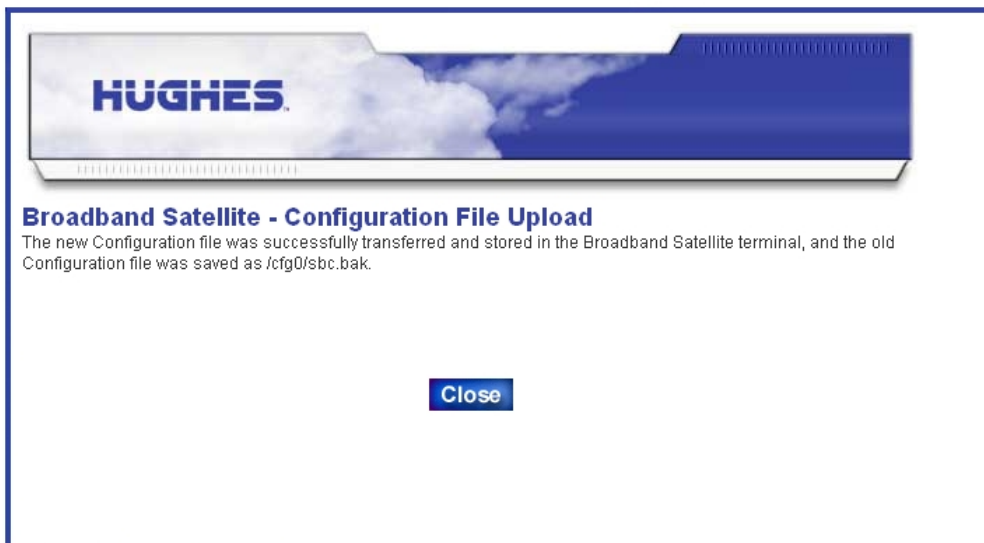 HUGHES.
Broadband Satellite - Configuration File Upload
The new Configuration file was successfully transferred and stored in the Broadband Satellite terminal, and the old
Configuration file was saved as /cfg0/sbc.bak.
Close